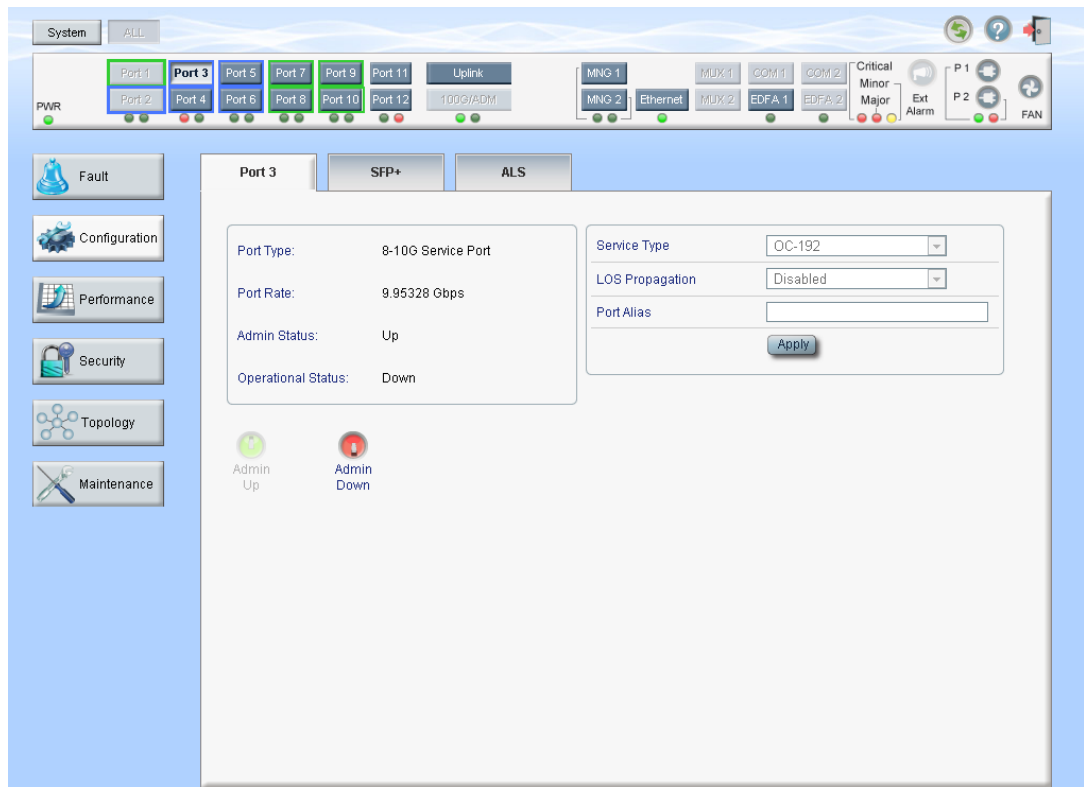 System ALL
Port 1 Port 3 Port 5 Port 7 Port 9 Port 11 Uplink MNG 1 MUX 1 COM 1 COM 2 Critical P 1
Minor
PWR Port 2 Port 4 Port 6 Port 8 Port 10 Port 12 100G/ADM MNG 2 Ethernet MUX 2 EDFA 1 EDFA 2 Major Ext Alarm P 2 FAN
Fault
Configuration
Performance
Security
Topology
Maintenance
Port 3 SFP+ ALS
Port Type: 8-10G Service Port
Port Rate: 9.95328 Gbps
Admin Status: Up
Operational Status: Down
Service Type OC-192
LOS Propagation Disabled
Port Alias
Apply
Admin Up
Admin Down